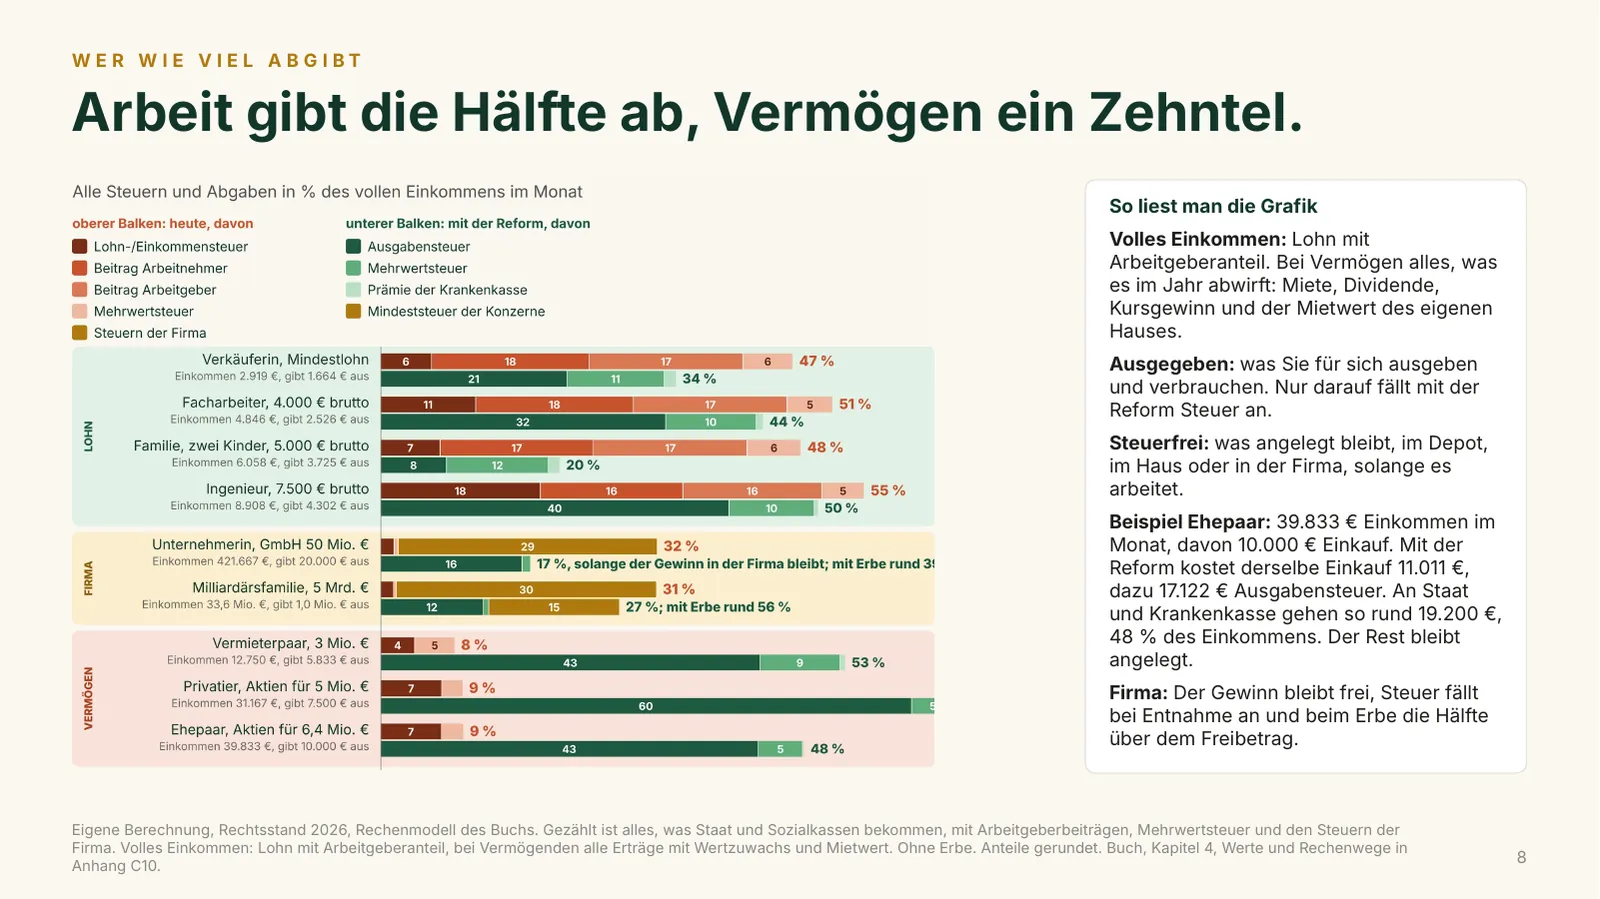 WER WIE VIEL ABGIBT
Arbeit gibt die Hälfte ab, Vermögen ein Zehntel.
Alle Steuern und Abgaben in % des vollen Einkommens im Monat
oberer Balken: heute, davon
Lohn-/Einkommensteuer
Beitrag Arbeitnehmer
Beitrag Arbeitgeber
Mehrwertsteuer
Steuern der Firma
unterer Balken: mit der Reform, davon
Ausgabensteuer
Mehrwertsteuer
Prämie der Krankenkasse
Mindeststeuer der Konzerne
LOHN
Verkäuferin, Mindestlohn
Einkommen 2.919 €, gibt 1.664 € aus
6 18 17 6 47 %
21 11 34 %
Facharbeiter, 4.000 € brutto
Einkommen 4.846 €, gibt 2.526 € aus
11 18 17 5 51 %
32 10 44 %
Familie, zwei Kinder, 5.000 € brutto
Einkommen 6.058 €, gibt 3.725 € aus
7 17 17 6 48 %
8 12 20 %
Ingenieur, 7.500 € brutto
Einkommen 8.908 €, gibt 4.302 € aus
18 16 16 5 55 %
40 10 50 %
FIRMA
Unternehmerin, GmbH 50 Mio. €
Einkommen 421.667 €, gibt 20.000 € aus
29 32 %
16 17 %, solange der Gewinn in der Firma bleibt; mit Erbe rund
Milliardärsfamilie, 5 Mrd. €
Einkommen 33,6 Mio. €, gibt 1,0 Mio. € aus
30 31 %
12 15 27 %; mit Erbe rund 56 %
VERMÖGEN
Vermieterpaar, 3 Mio. €
Einkommen 12.750 €, gibt 5.833 € aus
4 5 8 %
43 9 53 %
Privatier, Aktien für 5 Mio. €
Einkommen 31.167 €, gibt 7.500 € aus
7 9 %
60
Ehepaar, Aktien für 6,4 Mio. €
Einkommen 39.833 €, gibt 10.000 € aus
7 9 %
43 5 48 %
So liest man die Grafik
Volles Einkommen: Lohn mit
Arbeitgeberanteil. Bei Vermögen alles, was
es im Jahr abwirft: Miete, Dividende,
Kursgewinn und der Mietwert des eigenen
Hauses.
Ausgegeben: was Sie für sich ausgeben
und verbrauchen. Nur darauf fällt mit der
Reform Steuer an.
Steuerfrei: was angelegt bleibt, im Depot,
im Haus oder in der Firma, solange es
arbeitet.
Beispiel Ehepaar: 39.833 € Einkommen im
Monat, davon 10.000 € Einkauf. Mit der
Reform kostet derselbe Einkauf 11.011 €,
dazu 17.122 € Ausgabensteuer. An Staat
und Krankenkasse gehen so rund 19.200 €,
48 % des Einkommens. Der Rest bleibt
angelegt.
Firma: Der Gewinn bleibt frei, Steuer fällt
bei Entnahme an und beim Erbe die Hälfte
über dem Freibetrag.
Eigene Berechnung, Rechtsstand 2026, Rechenmodell des Buchs. Gezählt ist alles, was Staat und Sozialkassen bekommen, mit Arbeitgeberbeiträgen, Mehrwertsteuer und den Steuern der
Firma. Volles Einkommen: Lohn mit Arbeitgeberanteil, bei Vermögenden alle Erträge mit Wertzuwachs und Mietwert. Ohne Erbe. Anteile gerundet. Buch, Kapitel 4, Werte und Rechenwege in
Anhang C10.
8